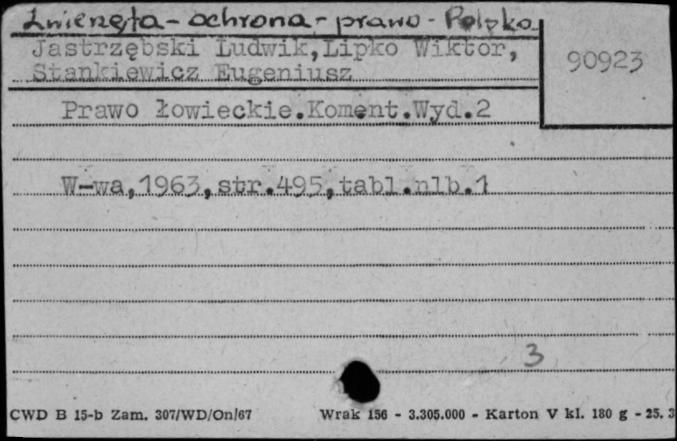 Zwierzęta - ochrona - prawo - Polska
Jastrzębski Ludwik,Lipko Wiktor,
Stankiewicz Eugeniusz
90923
Prawo łowieckie.Koment.Wyd.2
W-wa,1963,str.495,tabl.nlb.1
3
CWD B 15-b Zam. 307/WD/On/67 Wrak 156 - 3.305.000 - Karton V kl. 180 g - 25. 3